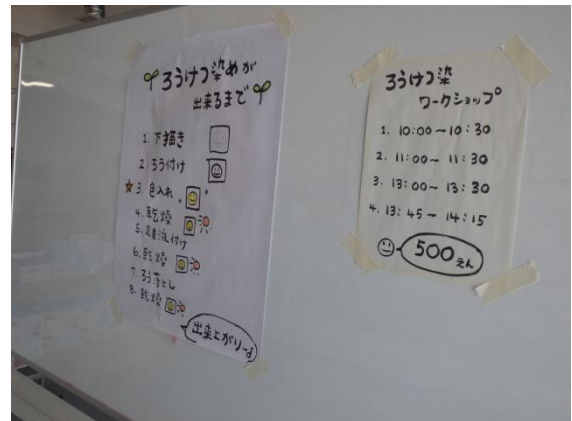 ろうけつ染めが
出来るまで
1. 下描き
2. ろう付け
☆ 3. 色入れ
4. 乾燥
5. 定着液付け
6. 乾燥
7. ろう落とし
8. 乾燥
出来上がりーd
ろうけつ染
ワークショップ
1. 10:00〜10:30
2. 11:00〜11:30
3. 13:00〜13:30
4. 13:45〜14:15
500えん